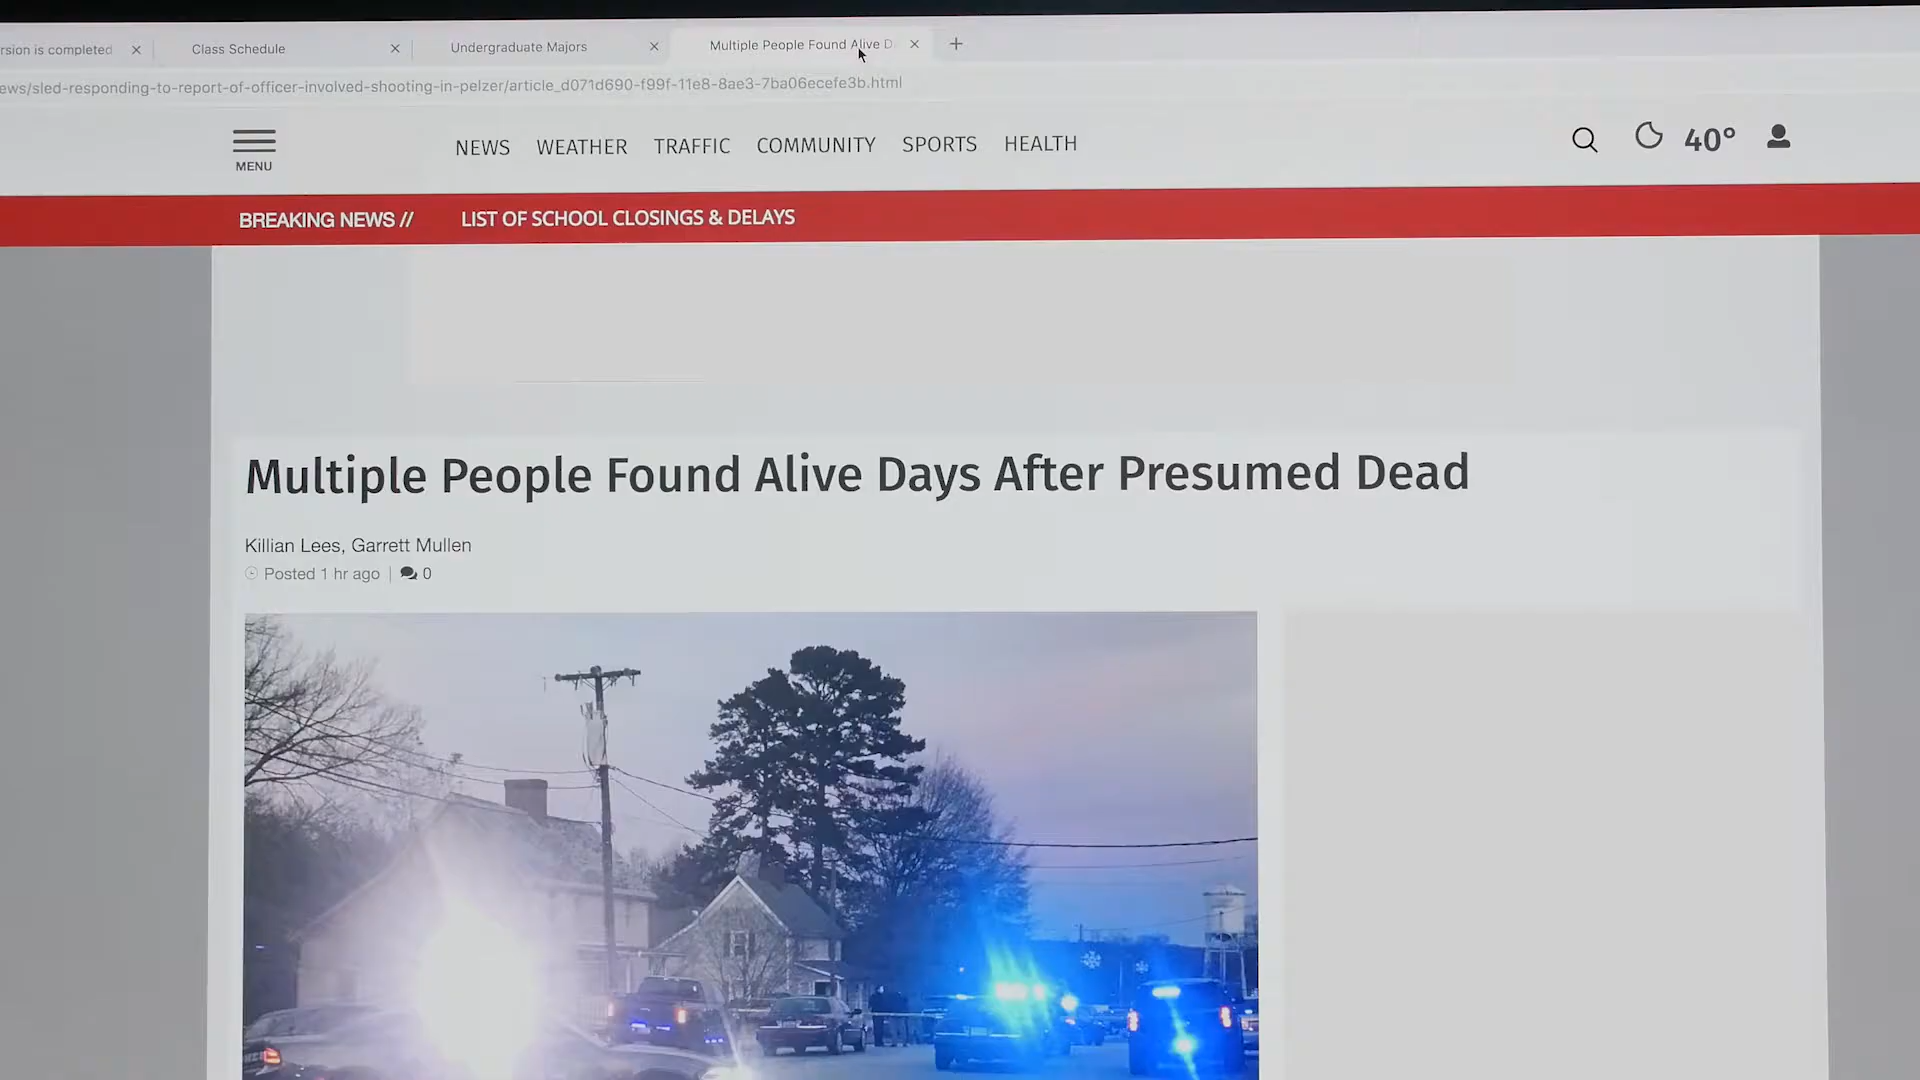 rsion is completed
Class Schedule
Undergraduate Majors
Multiple People Found Alive D
ews/sled-responding-to-report-of-officer-involved-shooting-in-pelzer/article_d071d690-f99f-11e8-8ae3-7ba06ecefe3b.html
MENU
NEWS WEATHER TRAFFIC COMMUNITY SPORTS HEALTH
40°
BREAKING NEWS // LIST OF SCHOOL CLOSINGS & DELAYS
Multiple People Found Alive Days After Presumed Dead
Killian Lees, Garrett Mullen
Posted 1 hr ago | 0